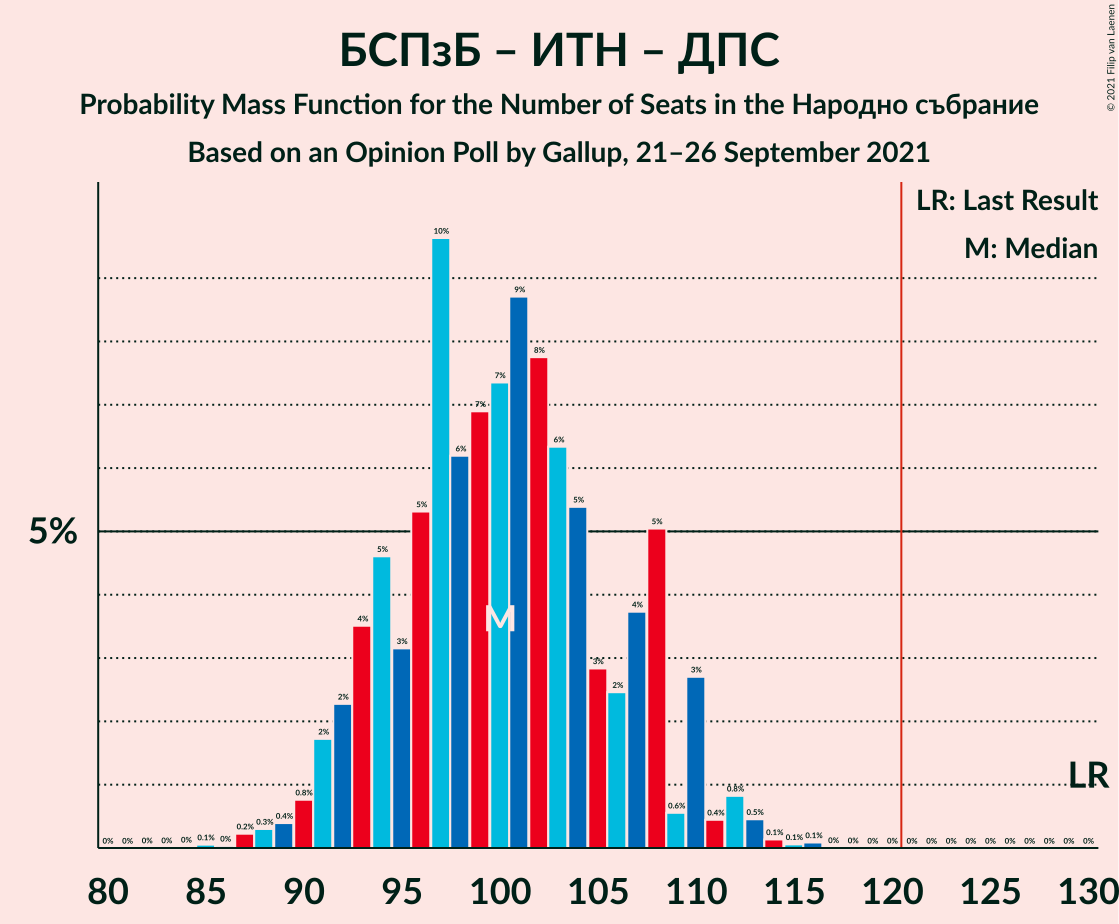 БСПзБ – ИТН – ДПС
Probability Mass Function for the Number of Seats in the Народно събрание
Based on an Opinion Poll by Gallup, 21–26 September 2021
© 2021 Filip van Laenen
LR: Last Result
M: Median
5%
0% 0% 0% 0% 0% 0.1% 0% 0.2% 0.3% 0.4% 0.8% 2% 2% 4% 5% 3% 5% 10% 6% 7% 7% 9% 8% 6% 5% 3% 2% 4% 5% 0.6% 3% 0.4% 0.8% 0.5% 0.1% 0.1% 0.1% 0% 0% 0% 0% 0% 0% 0% 0% 0% 0% 0% 0% 0% 0%
M
LR
80 85 90 95 100 105 110 115 120 125 130